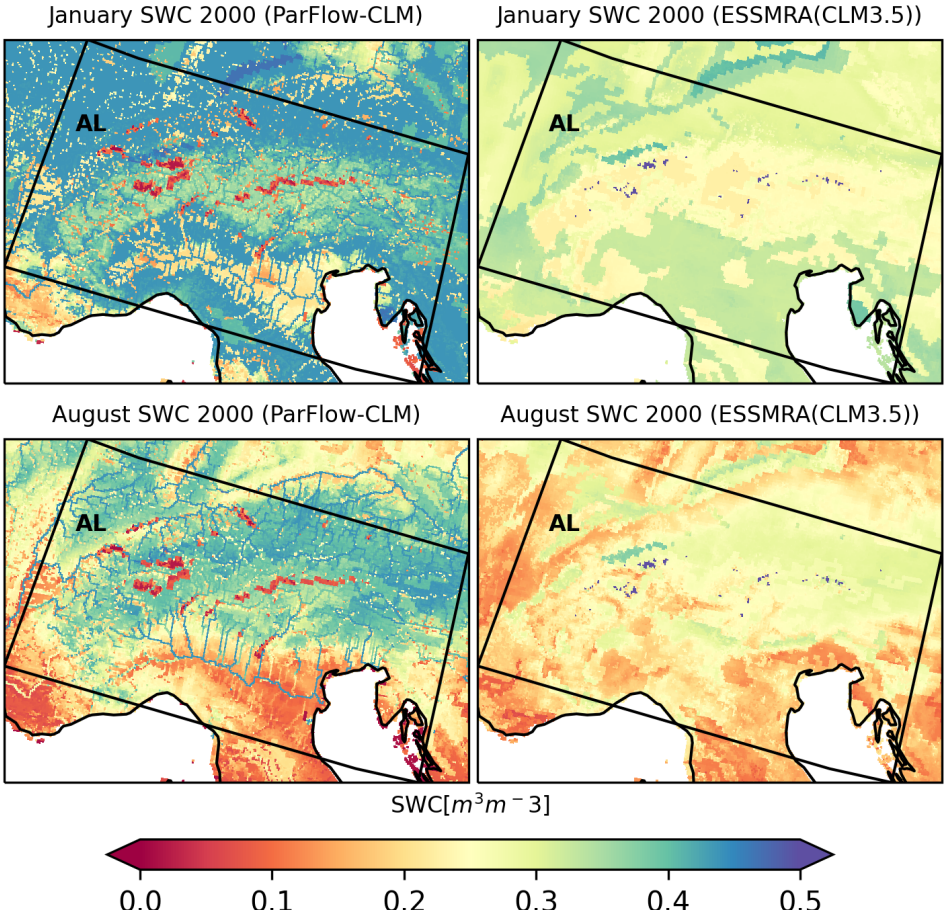 January SWC 2000 (ParFlow-CLM)
January SWC 2000 (ESSMRA(CLM3.5))
AL
AL
August SWC 2000 (ParFlow-CLM)
August SWC 2000 (ESSMRA(CLM3.5))
AL
AL
SWC[m³m − 3]
0.0 0.1 0.2 0.3 0.4 0.5